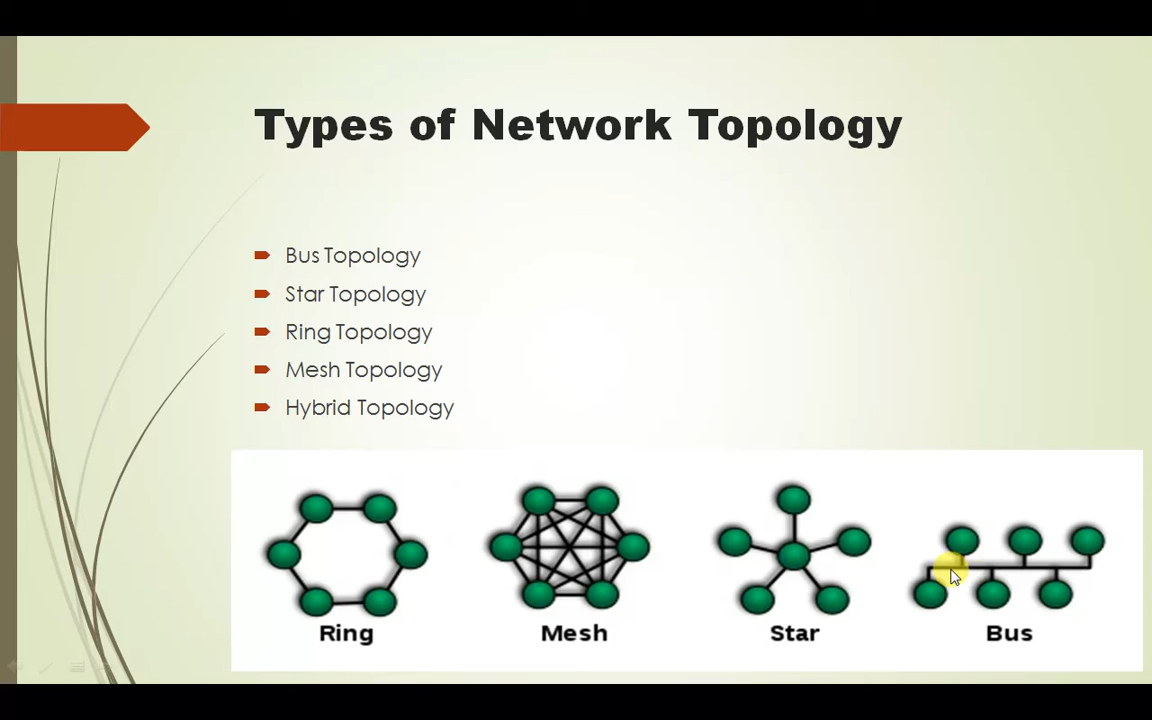 Types of Network Topology
Bus Topology
Star Topology
Ring Topology
Mesh Topology
Hybrid Topology
Ring
Mesh
Star
Bus